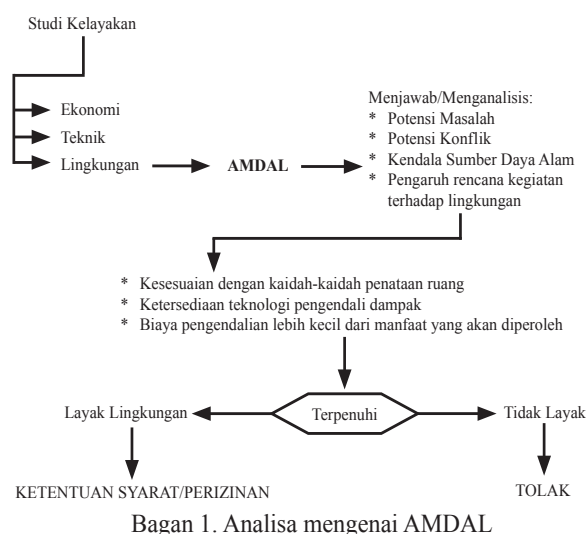 Studi Kelayakan
Ekonomi
Teknik
Lingkungan
AMDAL
Menjawab/Menganalisis:
* Potensi Masalah
* Potensi Konflik
* Kendala Sumber Daya Alam
* Pengaruh rencana kegiatan
terhadap lingkungan
* Kesesuaian dengan kaidah-kaidah penataan ruang
* Ketersediaan teknologi pengendali dampak
* Biaya pengendalian lebih kecil dari manfaat yang akan diperoleh
Layak Lingkungan
Terpenuhi
Tidak Layak
KETENTUAN SYARAT/PERIZINAN
TOLAK
Bagan 1. Analisa mengenai AMDAL